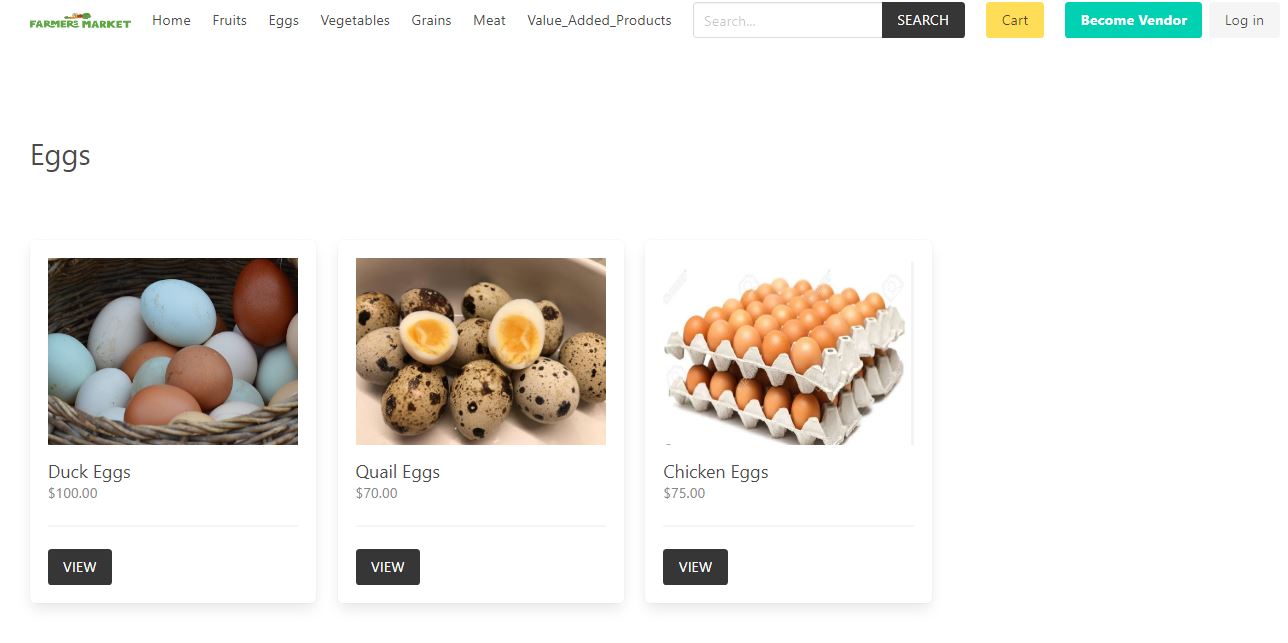 FARMERS MARKET Home Fruits Eggs Vegetables Grains Meat Value_Added_Products Search... SEARCH Cart Become Vendor Log in
Eggs
Duck Eggs
$100.00
VIEW
Quail Eggs
$70.00
VIEW
Chicken Eggs
$75.00
VIEW